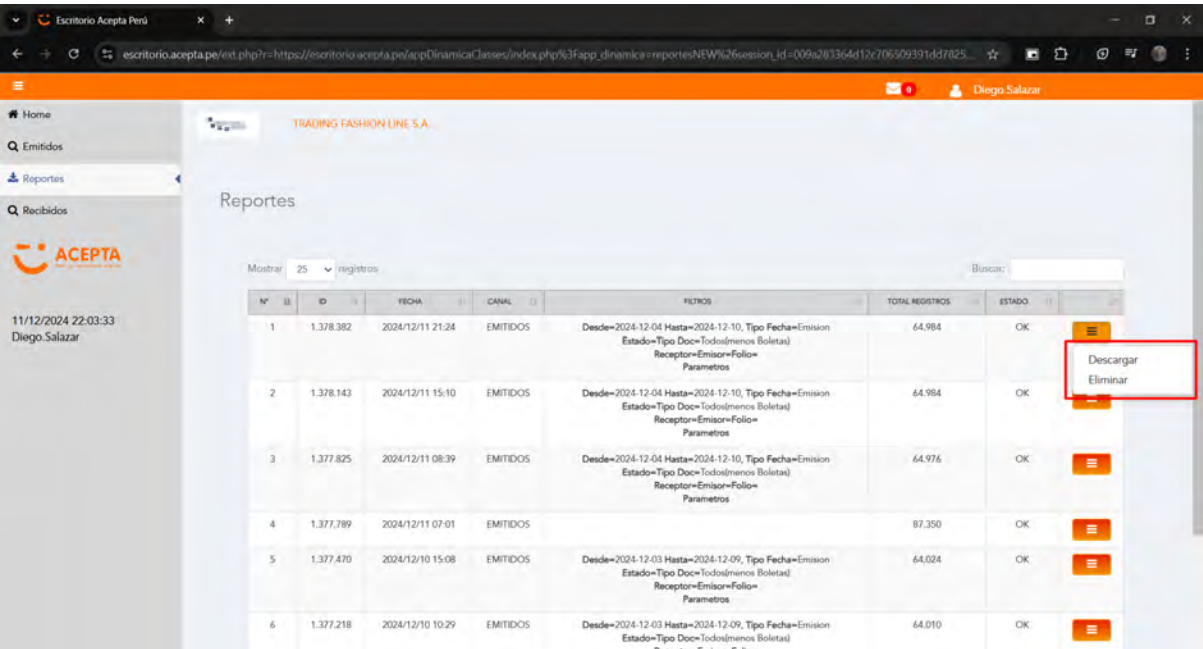 Escritorio Acepta Perú
escritorio.acepta.pe/ext.php?r=https://escritorio.acepta.pe/appDinamicaClasses/index.php%3Fapp_dinamica=reportesNEW%26session_id=
0
Diego.Salazar
Home
TRADING FASHION LINE S.A.
Emitidos
Reportes
Recibidos
Reportes
ACEPTA
11/12/2024 22:03:33
Diego.Salazar
Mostrar 25 registros Buscar:
N° ID FECHA CANAL FILTROS TOTAL REGISTROS ESTADO
1 1.378.382 2024/12/11 21:24 EMITIDOS Desde=2024-12-04 Hasta=2024-12-10, Tipo Fecha=Emision 64.984 OK
Estado=Tipo Doc=Todos(menos Boletas)
Receptor=Emisor=Folio=
Parametros
Descargar
Eliminar
2 1.378.143 2024/12/11 15:10 EMITIDOS Desde=2024-12-04 Hasta=2024-12-10, Tipo Fecha=Emision 64.984 OK
Estado=Tipo Doc=Todos(menos Boletas)
Receptor=Emisor=Folio=
Parametros
3 1.377.825 2024/12/11 08:39 EMITIDOS Desde=2024-12-04 Hasta=2024-12-10, Tipo Fecha=Emision 64.976 OK
Estado=Tipo Doc=Todos(menos Boletas)
Receptor=Emisor=Folio=
Parametros
4 1.377.789 2024/12/11 07:01 EMITIDOS 87.350 OK
5 1.377.470 2024/12/10 15:08 EMITIDOS Desde=2024-12-03 Hasta=2024-12-09, Tipo Fecha=Emision 64.024 OK
Estado=Tipo Doc=Todos(menos Boletas)
Receptor=Emisor=Folio=
Parametros
6 1.377.218 2024/12/10 10:29 EMITIDOS Desde=2024-12-03 Hasta=2024-12-09, Tipo Fecha=Emision 64.010 OK
Estado=Tipo Doc=Todos(menos Boletas)